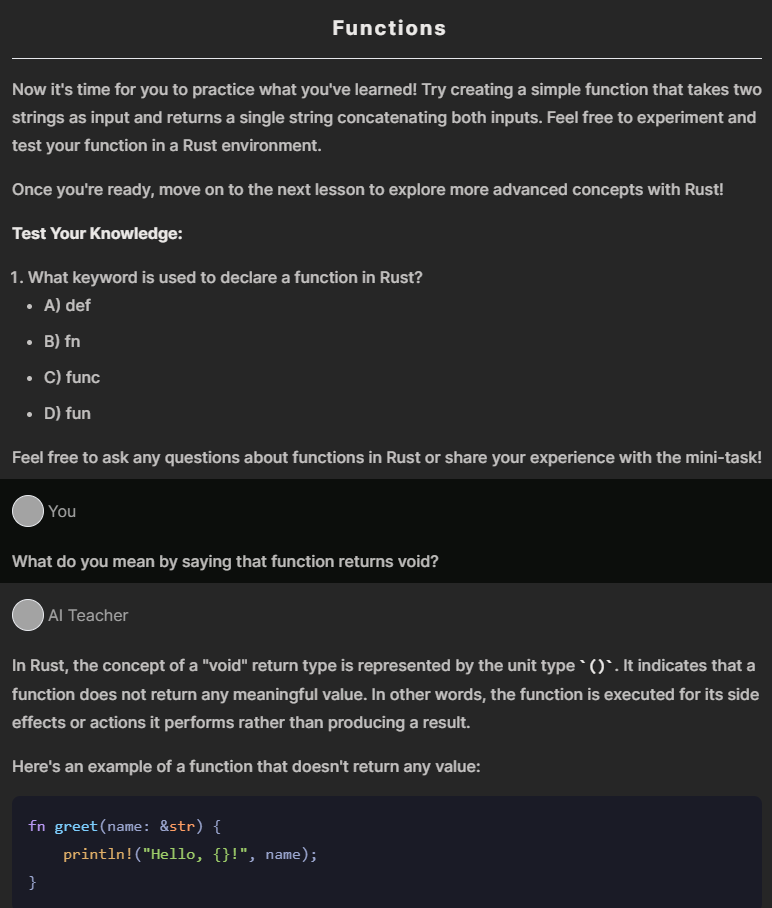 Functions
Now it's time for you to practice what you've learned! Try creating a simple function that takes two
strings as input and returns a single string concatenating both inputs. Feel free to experiment and
test your function in a Rust environment.
Once you're ready, move on to the next lesson to explore more advanced concepts with Rust!
Test Your Knowledge:
1. What keyword is used to declare a function in Rust?
• A) def
• B) fn
• C) func
• D) fun
Feel free to ask any questions about functions in Rust or share your experience with the mini-task!
You
What do you mean by saying that function returns void?
AI Teacher
In Rust, the concept of a "void" return type is represented by the unit type `()`. It indicates that a
function does not return any meaningful value. In other words, the function is executed for its side
effects or actions it performs rather than producing a result.
Here's an example of a function that doesn't return any value:
fn greet(name: &str) {
    println!("Hello, {}!", name);
}